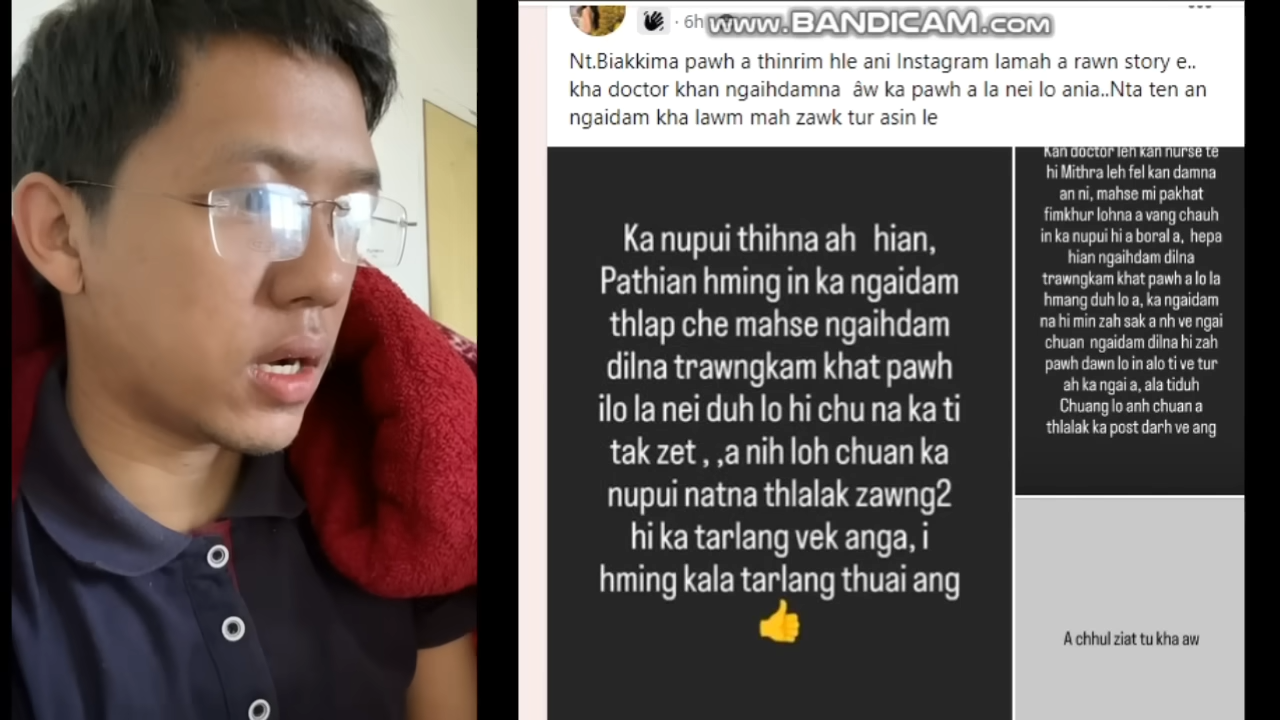 · 6h
www.BANDICAM.com
Nt.Biakkima pawh a thinrim hle ani Instagram lamah a rawn story e..
kha doctor khan ngaihdamna âw ka pawh a la nei lo ania..Nta ten an
ngaidam kha lawm mah zawk tur asin le
Ka nupui thihna ah hian,
Pathian hming in ka ngaidam
thlap che mahse ngaihdam
dilna trawngkam khat pawh
ilo la nei duh lo hi chu na ka ti
tak zet , ,a nih loh chuan ka
nupui natna thlalak zawng2
hi ka tarlang vek anga, i
hming kala tarlang thuai ang
👍
Kan doctor leh kan nurse te
hi Mithra leh fel kan damna
an ni, mahse mi pakhat
fimkhur lohna a vang chauh
in ka nupui hi a boral a, hepa
hian ngaihdam dilna
trawngkam khat pawh a lo la
hmang duh lo a, ka ngaidam
na hi min zah sak a nh ve ngai
chuan ngaidam dilna hi zah
pawh dawn lo in alo ti ve tur
ah ka ngai a, ala tiduh
Chuang lo anh chuan a
thlalak ka post darh ve ang
A chhul ziat tu kha aw